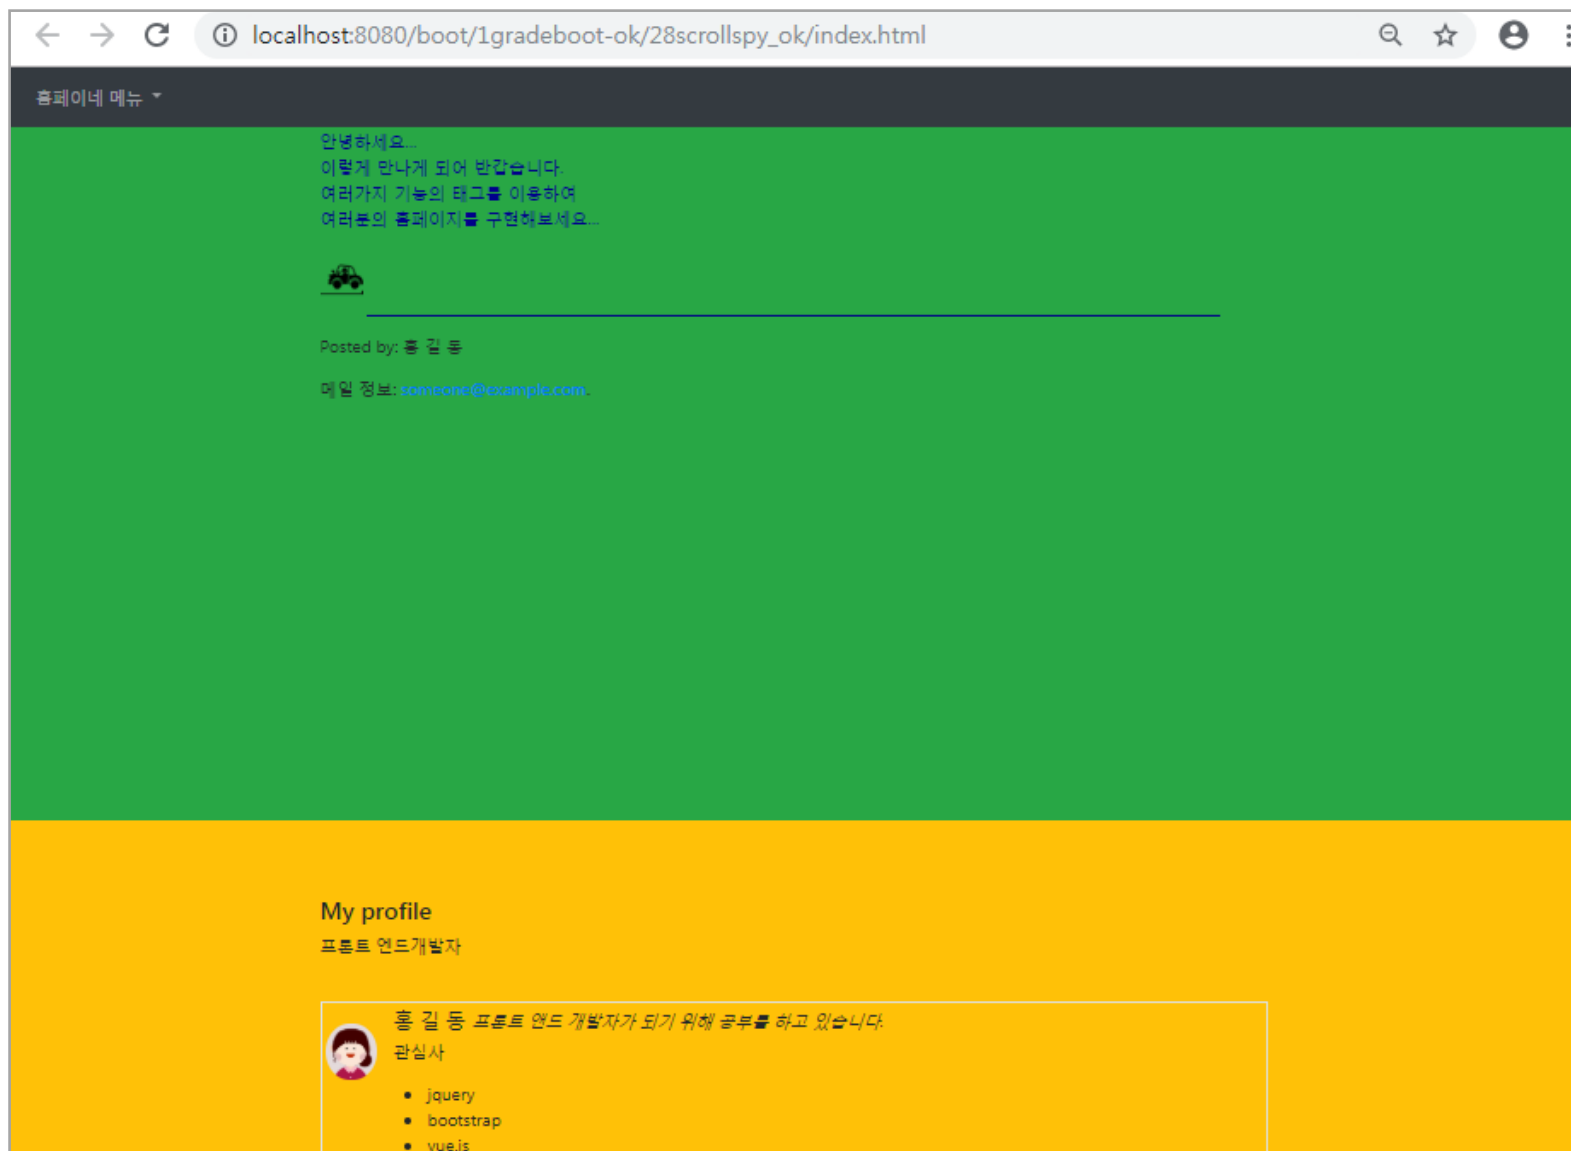 localhost:8080/boot/1gradeboot-ok/28scrollspy_ok/index.html
홈페이네 메뉴
안녕하세요...
이렇게 만나게 되어 반갑습니다.
여러가지 기능의 태그를 이용하여
여러분의 홈페이지를 구현해보세요...
Posted by: 홍 길 동
메일 정보: someone@example.com.
My profile
프론트 엔드개발자
홍 길 동 프론트 앤드 개발자가 되기 위해 공부를 하고 있습니다.
관심사
jquery
bootstrap
vue.js